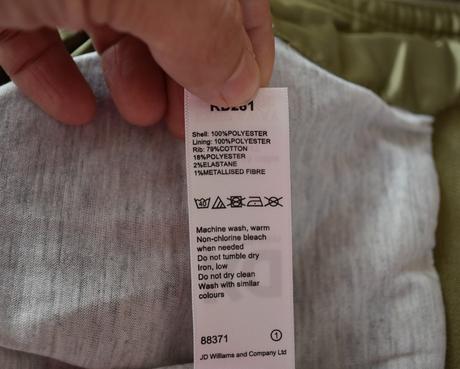 Shell: 100%POLYESTER
Lining: 100%POLYESTER
Rib: 79%COTTON
18%POLYESTER
2%ELASTANE
1%METALLISED FIBRE
40
Machine wash, warm
Non-chlorine bleach
when needed
Do not tumble dry
Iron, low
Do not dry clean
Wash with similar
colours
88371 1
JD Williams and Company Ltd